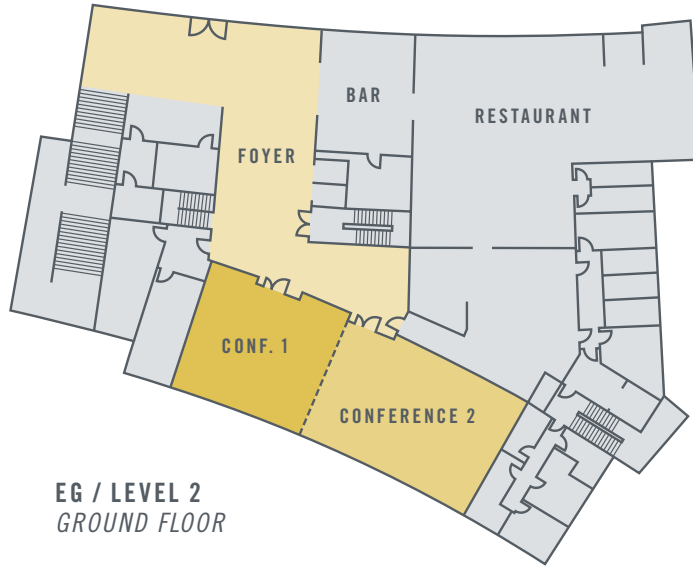 BAR
RESTAURANT
FOYER
CONF. 1
CONFERENCE 2
EG / LEVEL 2
GROUND FLOOR